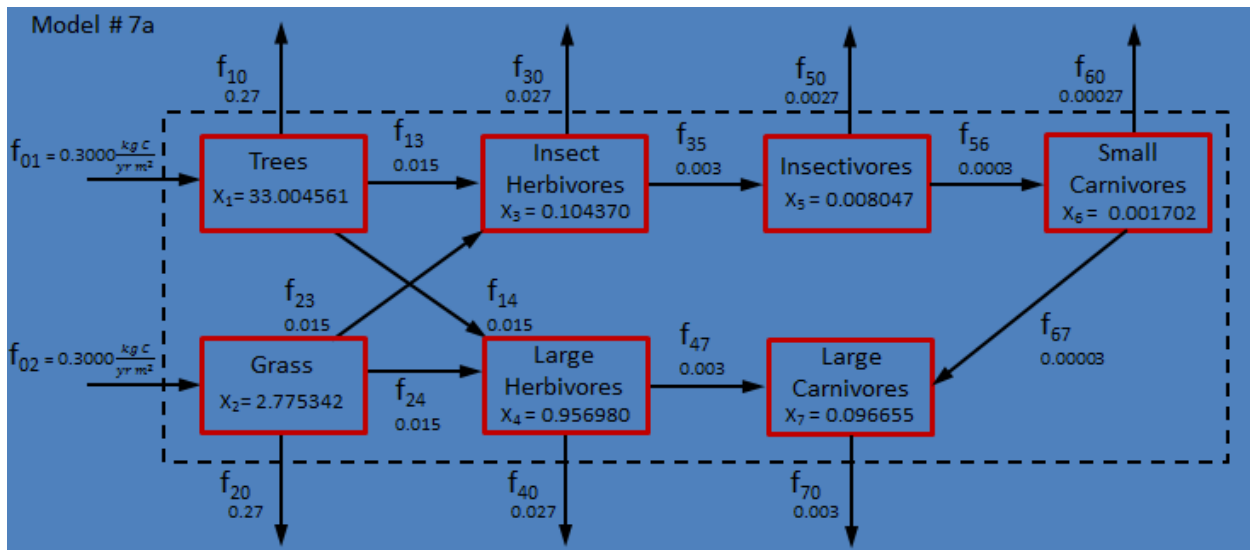 Model # 7a
f10
0.27
f30
0.027
f50
0.0027
f60
0.00027
f01 = 0.3000 kg C / yr m²
Trees
X1= 33.004561
f13
0.015
Insect
Herbivores
X3= 0.104370
f35
0.003
Insectivores
X5= 0.008047
f56
0.0003
Small
Carnivores
X6= 0.001702
f23
0.015
f14
0.015
f67
0.00003
f02 = 0.3000 kg C / yr m²
Grass
X2= 2.775342
f24
0.015
Large
Herbivores
X4= 0.956980
f47
0.003
Large
Carnivores
X7= 0.096655
f20
0.27
f40
0.027
f70
0.003